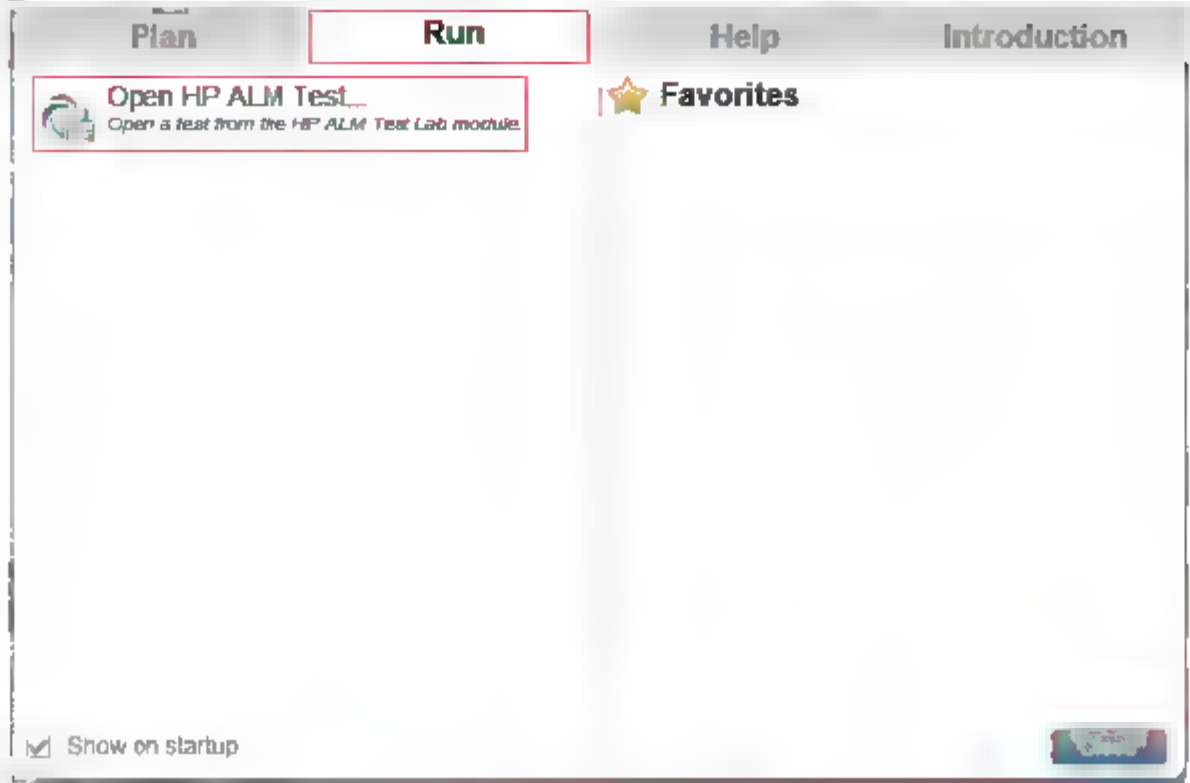 Plan
Run
Help
Introduction
Open HP ALM Test...
Open a test from the HP ALM Test Lab module.
Favorites
Show on startup